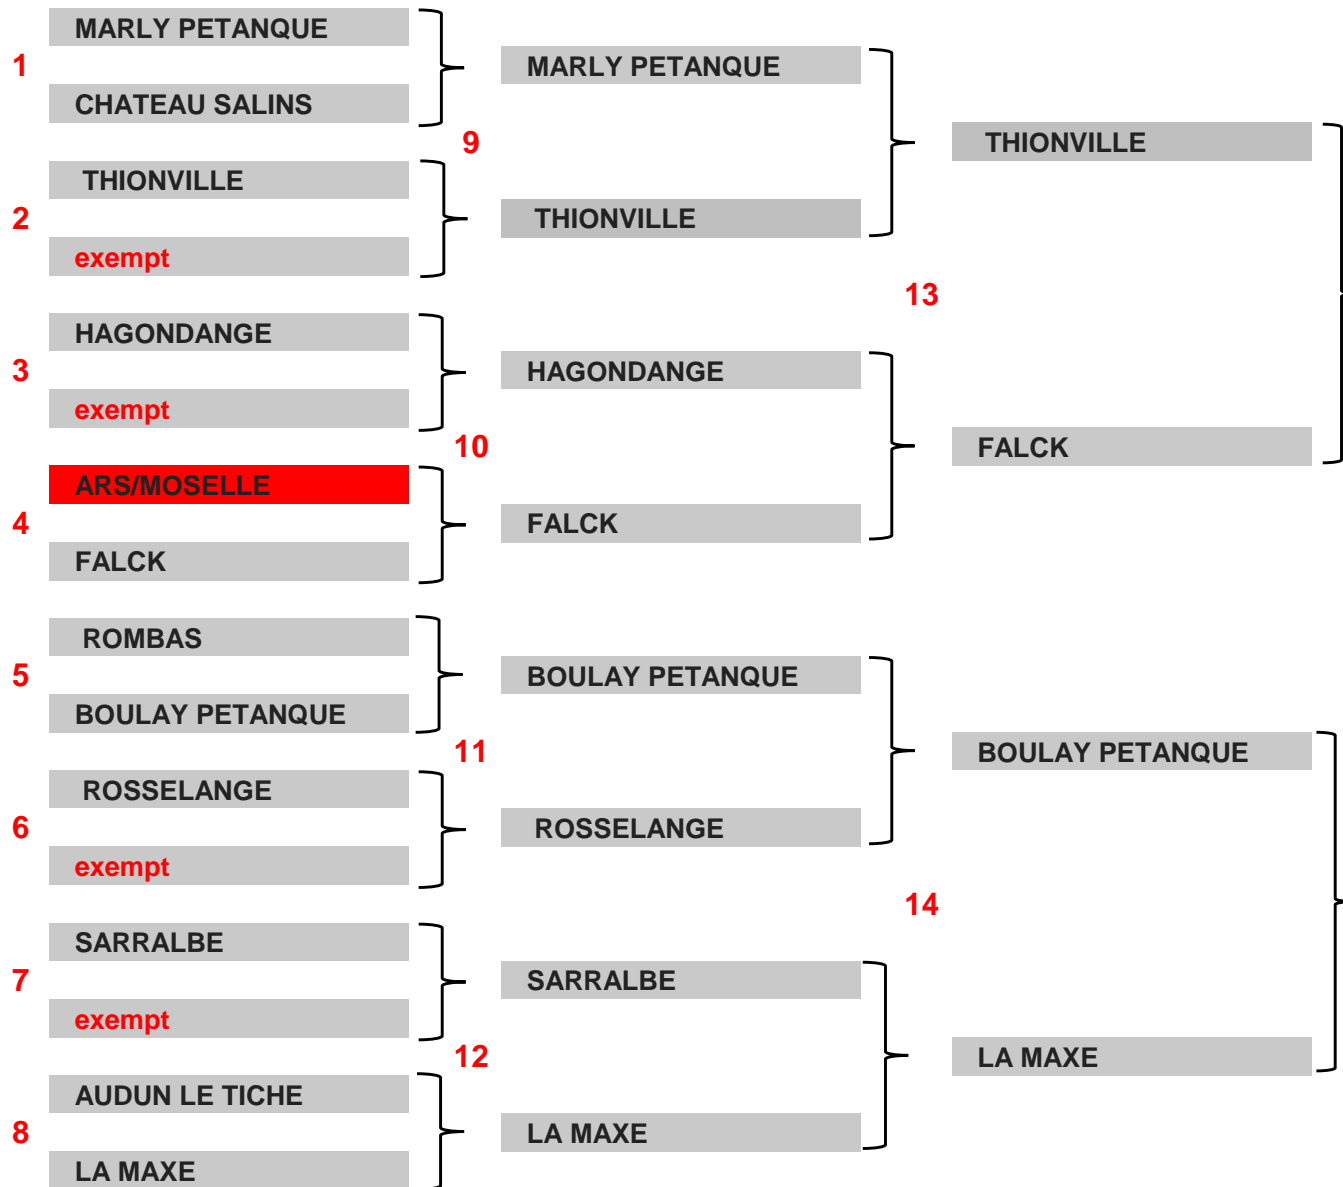 MARLY PETANQUE
1
CHATEAU SALINS
THIONVILLE
2
exempt
HAGONDANGE
3
exempt
ARS/MOSELLE
4
FALCK
ROMBAS
5
BOULAY PETANQUE
ROSSELANGE
6
exempt
SARRALBE
7
exempt
AUDUN LE TICHE
8
LA MAXE
MARLY PETANQUE
9
THIONVILLE
HAGONDANGE
10
FALCK
BOULAY PETANQUE
11
ROSSELANGE
SARRALBE
12
LA MAXE
THIONVILLE
13
FALCK
BOULAY PETANQUE
14
LA MAXE